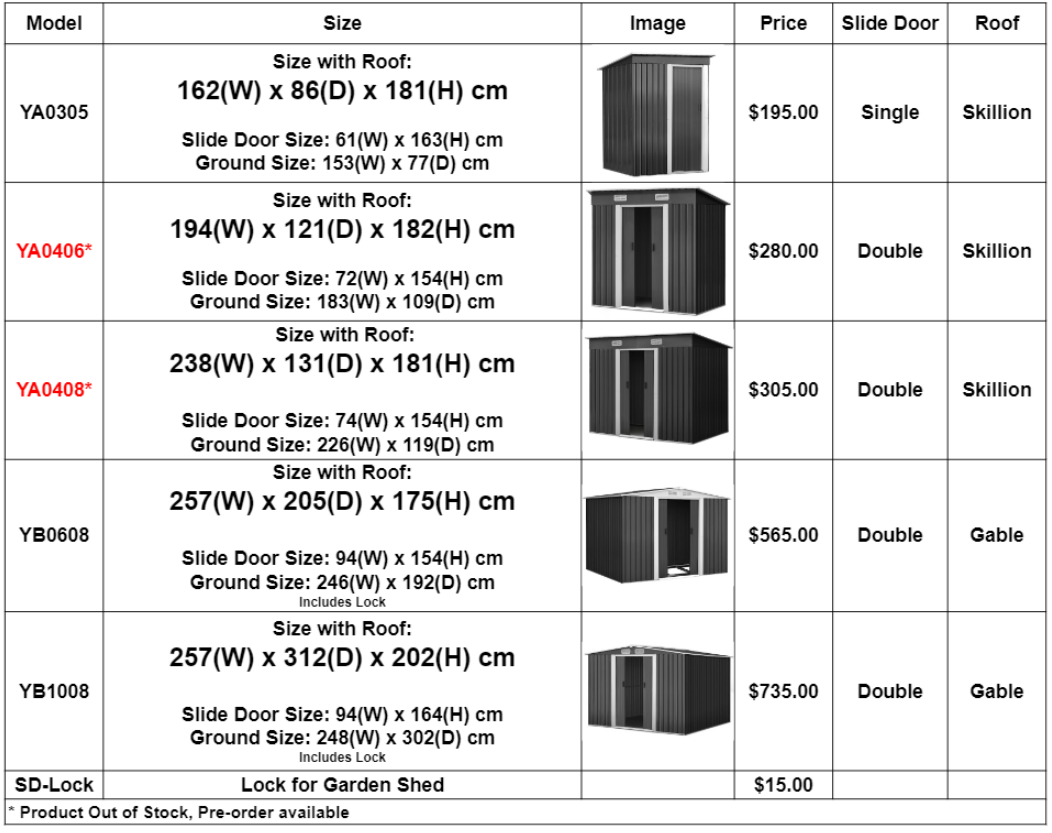 Model Size Image Price Slide Door Roof
Size with Roof:
162(W) x 86(D) x 181(H) cm
YA0305 $195.00 Single Skillion
Slide Door Size: 61(W) x 163(H) cm
Ground Size: 153(W) x 77(D) cm
Size with Roof:
194(W) x 121(D) x 182(H) cm
YA0406* $280.00 Double Skillion
Slide Door Size: 72(W) x 154(H) cm
Ground Size: 183(W) x 109(D) cm
Size with Roof:
238(W) x 131(D) x 181(H) cm
YA0408* $305.00 Double Skillion
Slide Door Size: 74(W) x 154(H) cm
Ground Size: 226(W) x 119(D) cm
Size with Roof:
257(W) x 205(D) x 175(H) cm
YB0608 $565.00 Double Gable
Slide Door Size: 94(W) x 154(H) cm
Ground Size: 246(W) x 192(D) cm
Includes Lock
Size with Roof:
257(W) x 312(D) x 202(H) cm
YB1008 $735.00 Double Gable
Slide Door Size: 94(W) x 164(H) cm
Ground Size: 248(W) x 302(D) cm
Includes Lock
SD-Lock Lock for Garden Shed $15.00
* Product Out of Stock, Pre-order available